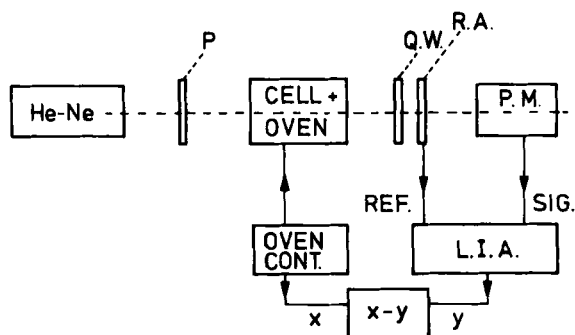 P
Q.W.
R.A.
He-Ne
CELL +
OVEN
P.M.
REF.
SIG.
OVEN
CONT.
L.I.A.
x
x-y
y